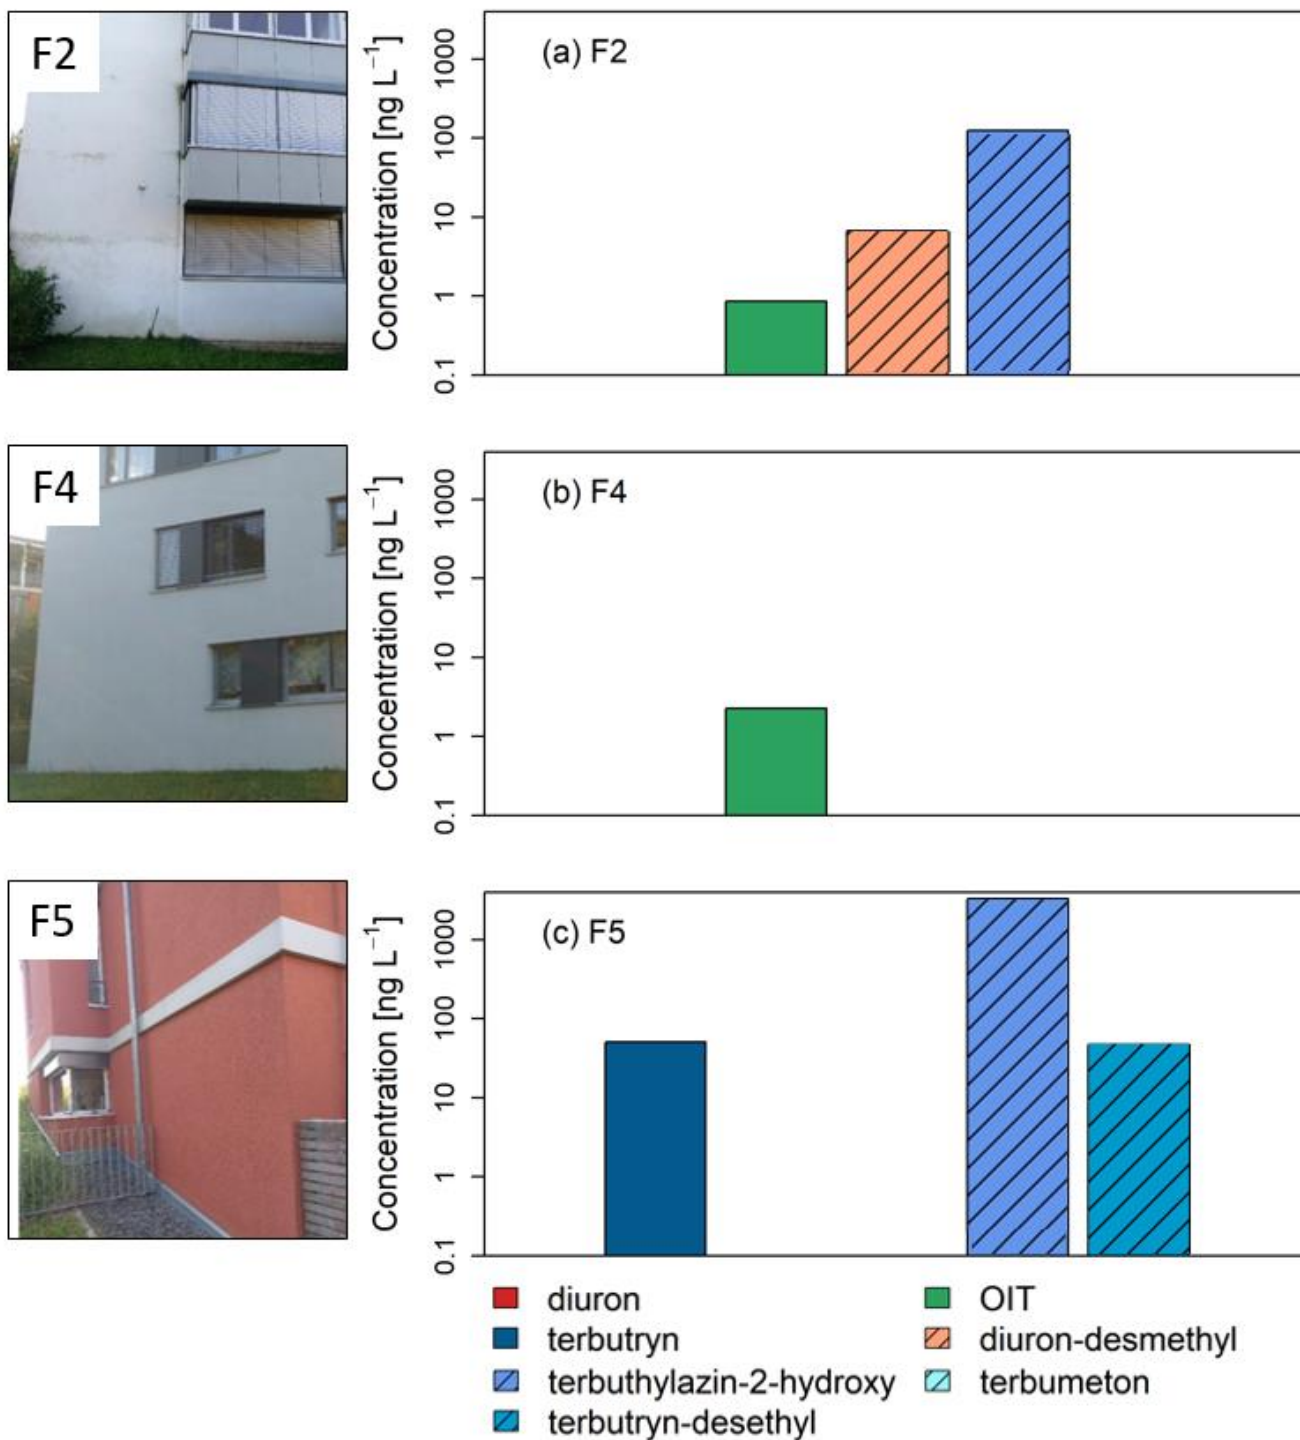 F2
Concentration [ng L⁻¹]
1000
100
10
1
0.1
(a) F2
F4
Concentration [ng L⁻¹]
1000
100
10
1
0.1
(b) F4
F5
Concentration [ng L⁻¹]
1000
100
10
1
0.1
(c) F5
diuron
terbutryn
terbuthylazin-2-hydroxy
terbutryn-desethyl
OIT
diuron-desmethyl
terbumeton